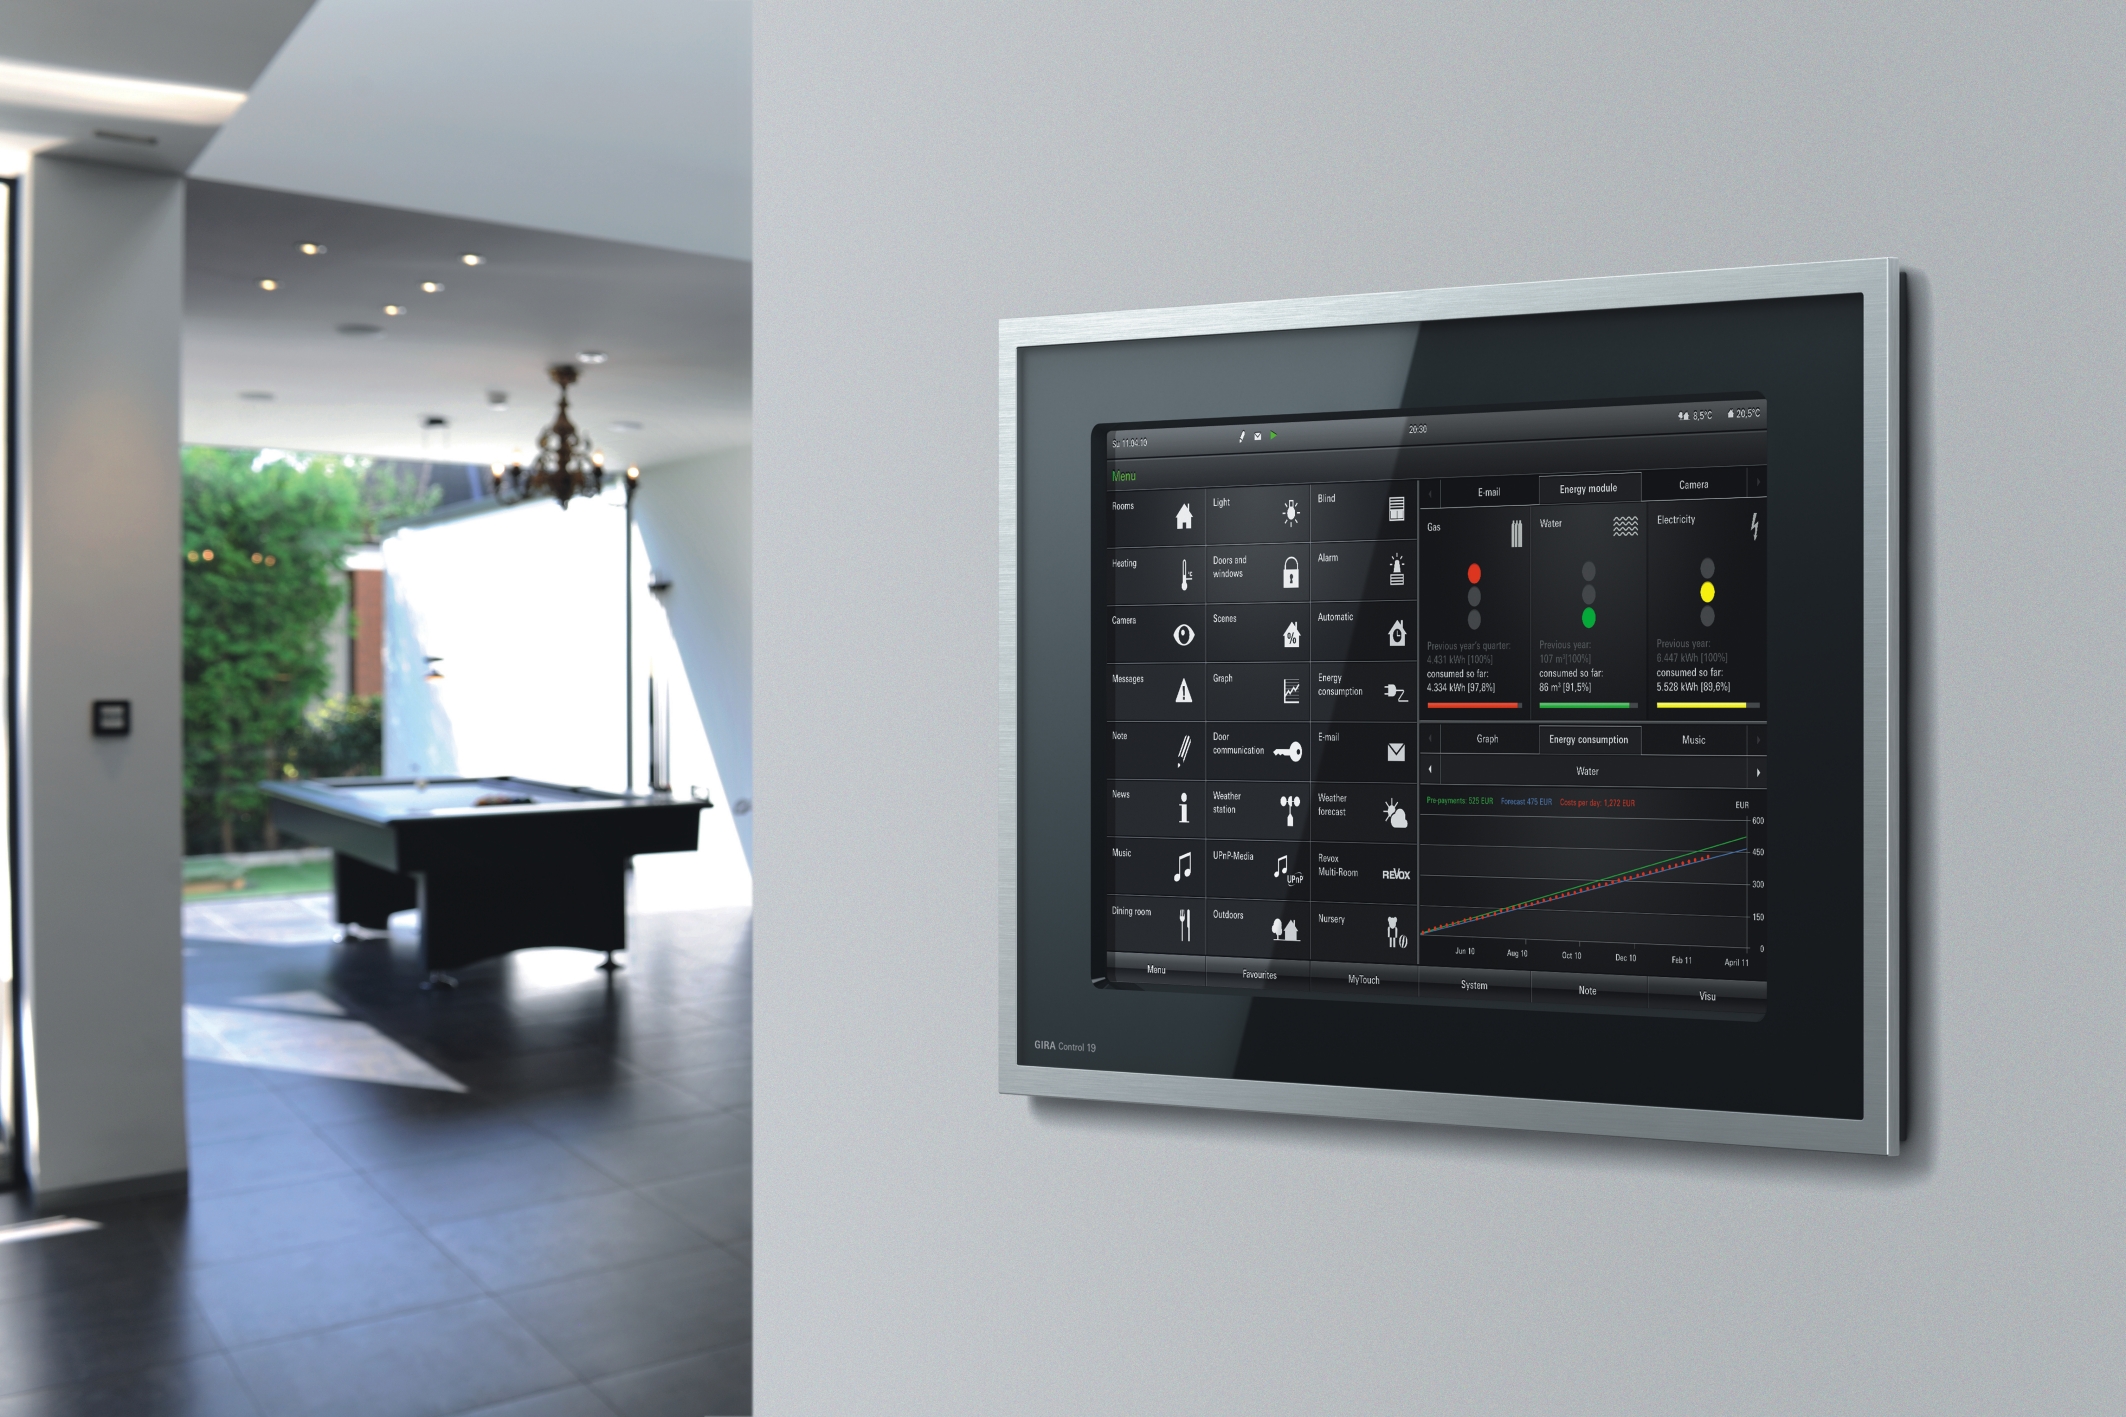 11.04.10
20:30
8,5°C
20,5°C
Menu
Rooms
Light
Blind
Heating
Doors and
windows
Alarm
Camera
Scenes
%
Automatic
Messages
Graph
Energy
consumption
Note
Door
communication
E-mail
News
Weather
station
Weather
forecast
Music
UPnP-Media
UPnP
Revox
Multi-Room
REVOX
Dining room
Outdoors
Nursery
E-mail
Energy module
Camera
Gas
Previous year's quarter:
4.431 kWh [100%]
consumed so far:
4.334 kWh [97,8%]
Water
Previous year:
107 m³[100%]
consumed so far:
86 m³ [91,5%]
Electricity
Previous year:
6.447 kWh [100%]
consumed so far:
5.528 kWh [89,6%]
Graph
Energy consumption
Music
Water
Pre-payments: 525 EUR
Forecast 475 EUR
Costs per day: 1,272 EUR
EUR
600
450
300
150
0
Jun 10
Aug 10
Oct 10
Dec 10
Feb 11
April 11
Menu
Favourites
MyTouch
System
Note
Visu
GIRA Control 19